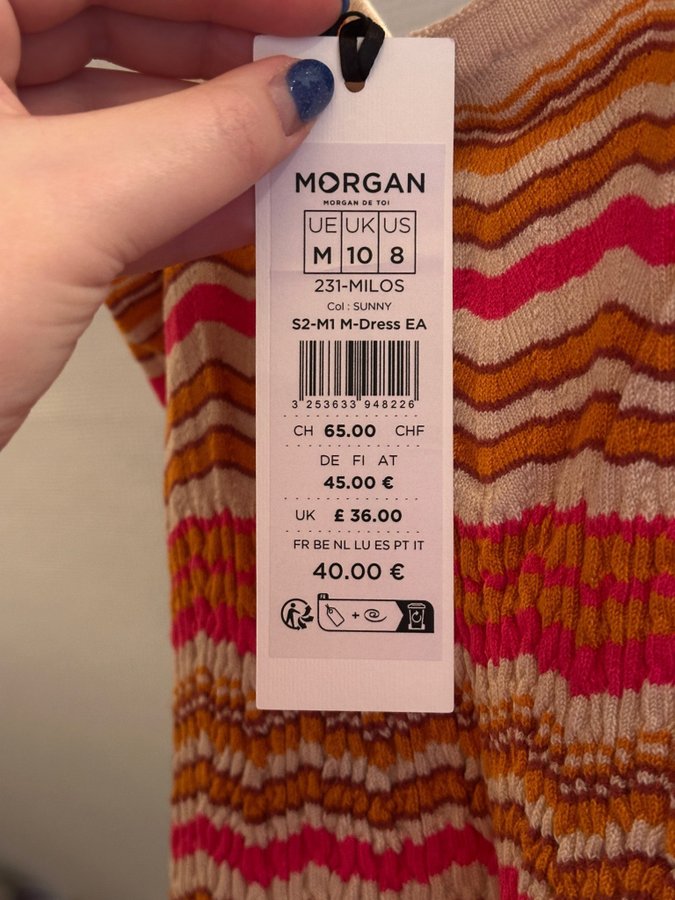 MORGAN
MORGAN DE TOI
UE UK US
M 10 8
231-MILOS
Col : SUNNY
S2-M1 M-Dress EA
3 253633 948226
CH 65.00 CHF
DE FI AT
45.00 €
UK £ 36.00
FR BE NL LU ES PT IT
40.00 €
FR
+